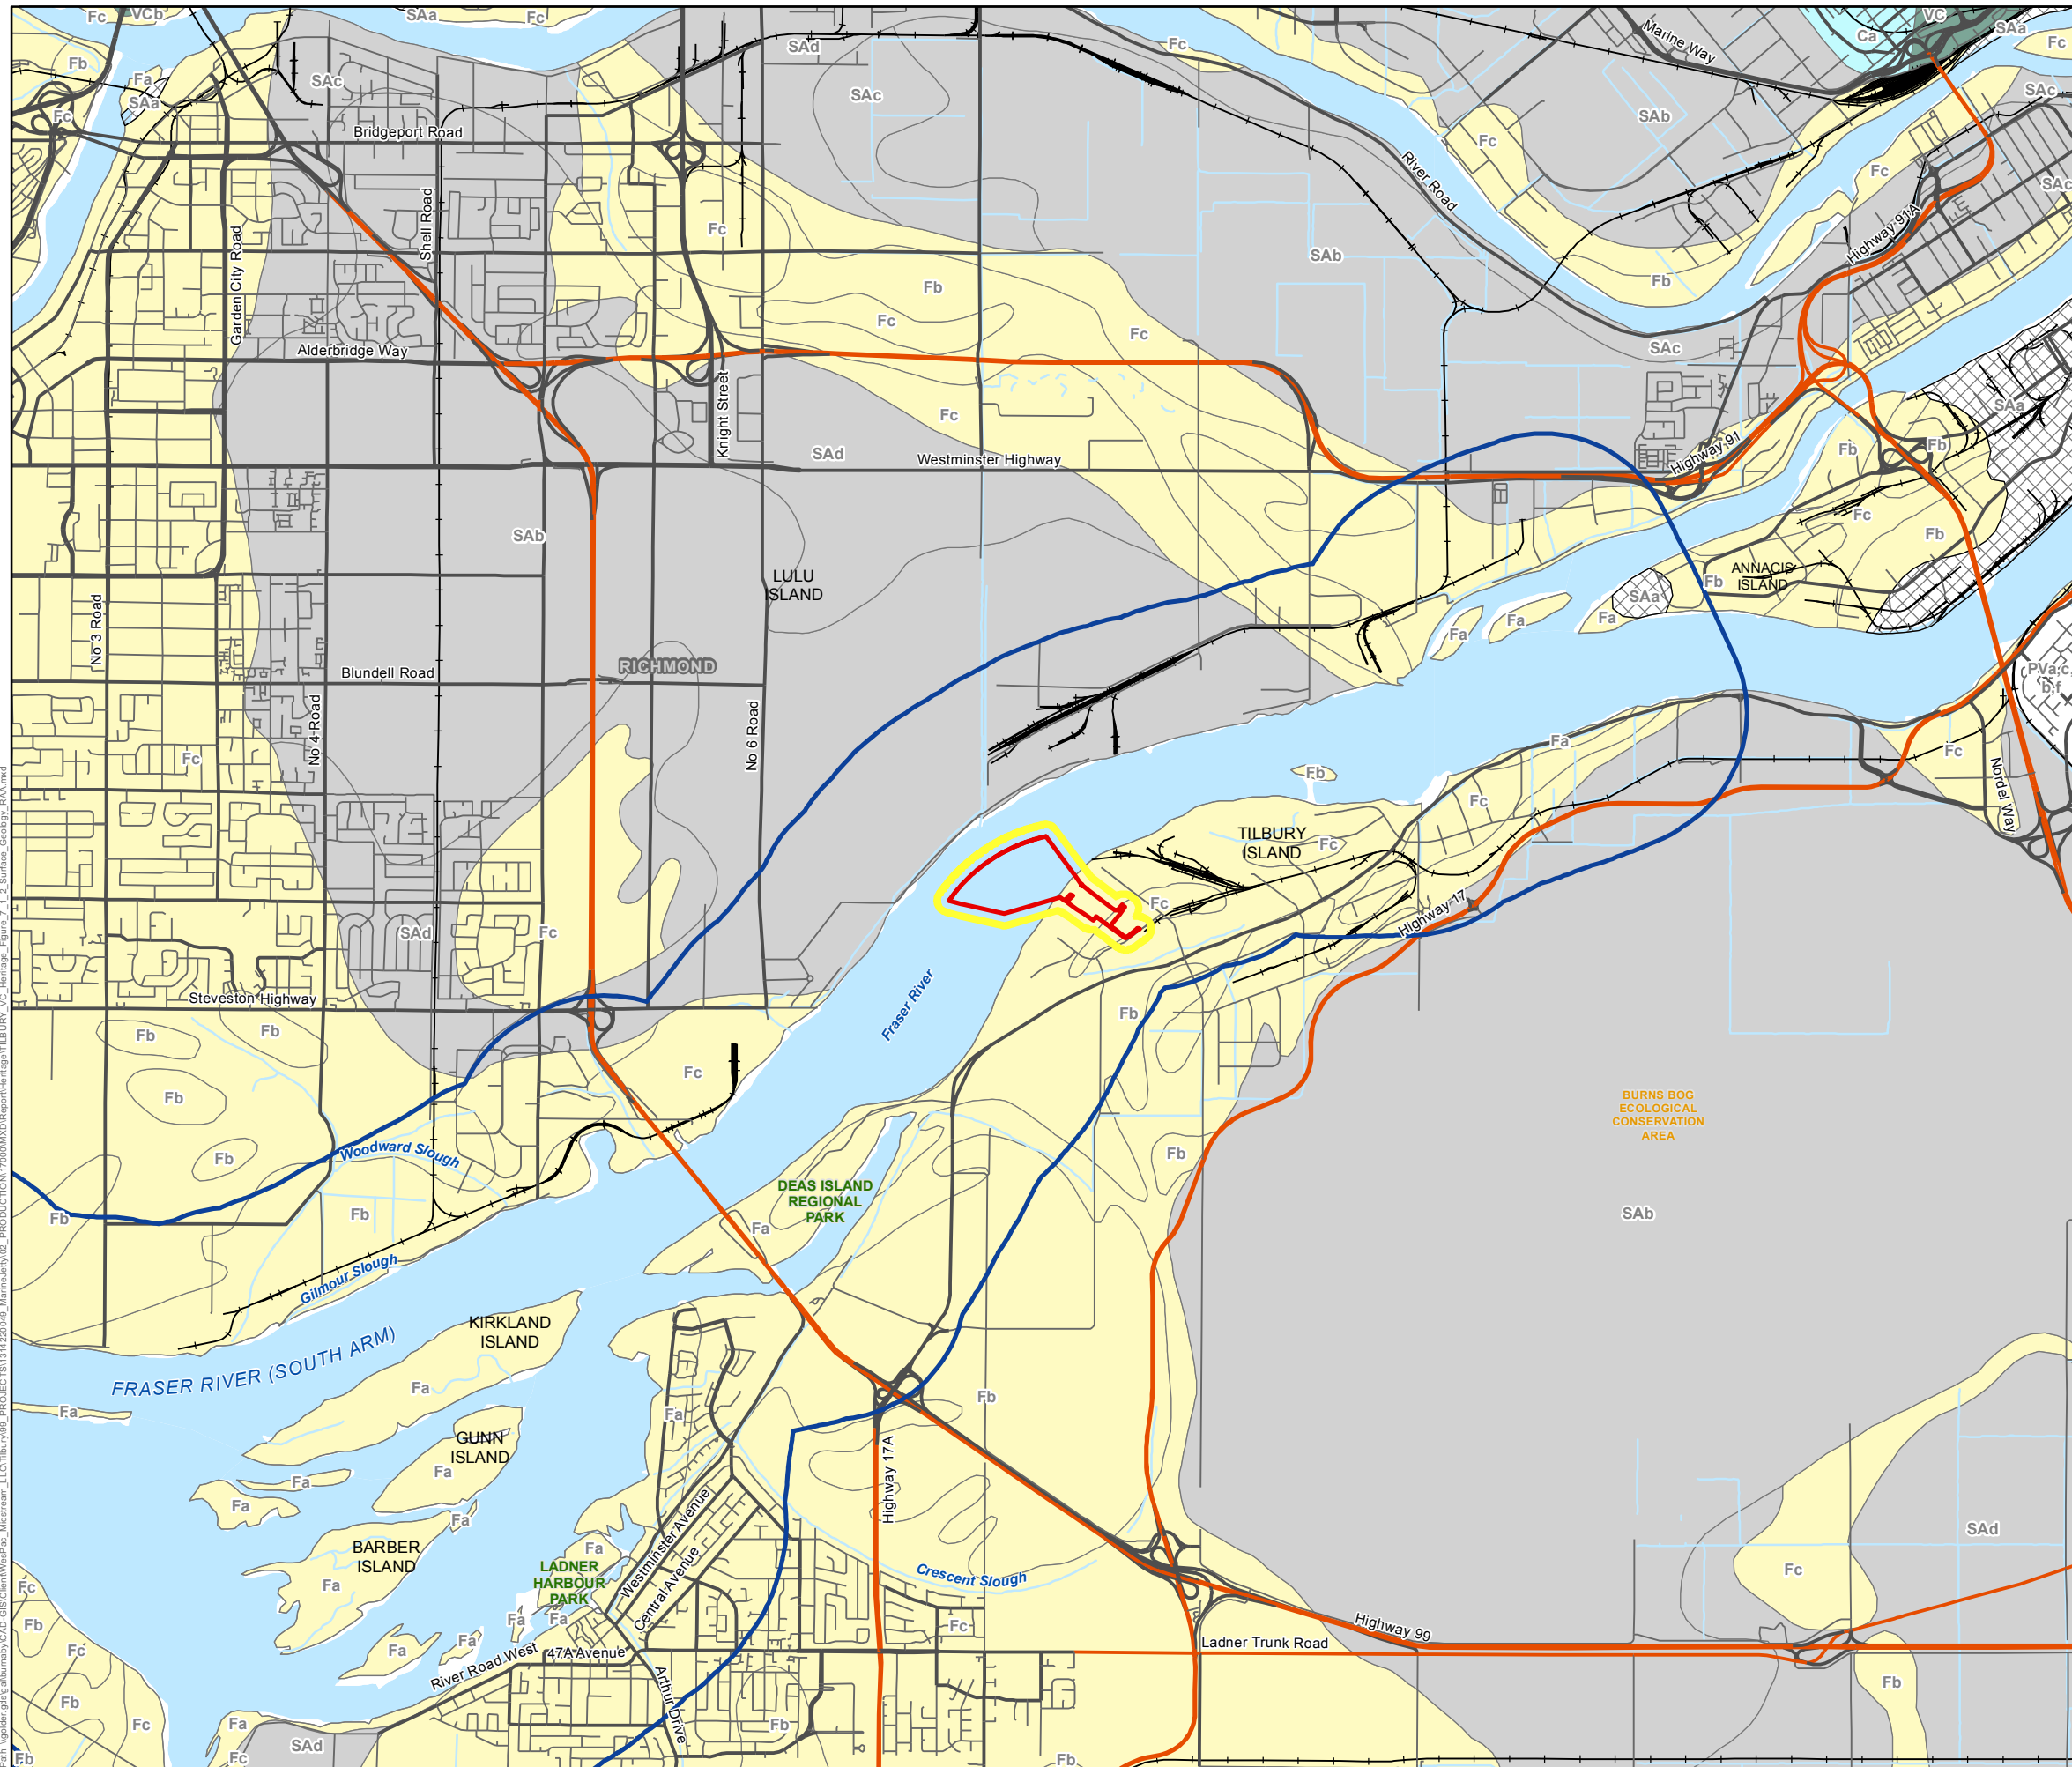 Fc
VCb
SAa
Fc
SAd
Fc
Marine Way
VC
SAa
Ca
Fc
Fb
Fa
SAc
SAa
SAc
SAb
SAc
Fc
Bridgeport Road
Fc
Fc
SAc
River Road
Shell Road
Garden City Road
Fc
SAb
Highway 91A
Fb
Fb
Fc
Fc
SAc
Alderbridge Way
Knight Street
Fc
SAa
SAd
Westminster Highway
Highway 91
Fb
Fb
Fc
SAb
Fb
LULU
ISLAND
ANNACIS
ISLAND
Fb
SAa
Fa
Fa
Fa
No 3 Road
RICHMOND
Blundell Road
PVa,c,
b,f
No 4 Road
No 6 Road
Fc
Fa
Fc
Fb
Nordel Way
Fc
TILBURY
ISLAND
Fc
Fc
Highway 17
SAd
Fc
Steveston Highway
Fraser River
Fb
Fb
Fb
Fc
Fb
BURNS BOG
ECOLOGICAL
CONSERVATION
AREA
Fb
Woodward Slough
Fb
DEAS ISLAND
REGIONAL
PARK
Fb
Fb
Fa
SAb
Gilmour Slough
KIRKLAND
ISLAND
FRASER RIVER (SOUTH ARM)
Fa
Fa
Fa
Fb
GUNN
ISLAND
Highway 17A
Fa
Fa
Fa
Fa
Westminster Avenue
SAd
BARBER
ISLAND
Fa
LADNER
HARBOUR
PARK
Central Avenue
Crescent Slough
Fc
Fc
Fa
Fa
Fa
Fb
Fc
Highway 99
Fc
Fa
Fa
River Road West
47A Avenue
Ladner Trunk Road
Arthur Drive
Fb
Fb
Fc
Fa
Fb
SAd
Fb
Fc
Fb